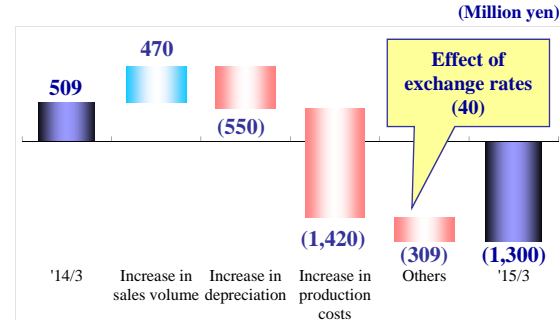 (Million yen)
509
470
(550)
(1,420)
Effect of
exchange rates
(40)
(309)
(1,300)
'14/3
Increase in
sales volume
Increase in
depreciation
Increase in
production
costs
Others
'15/3